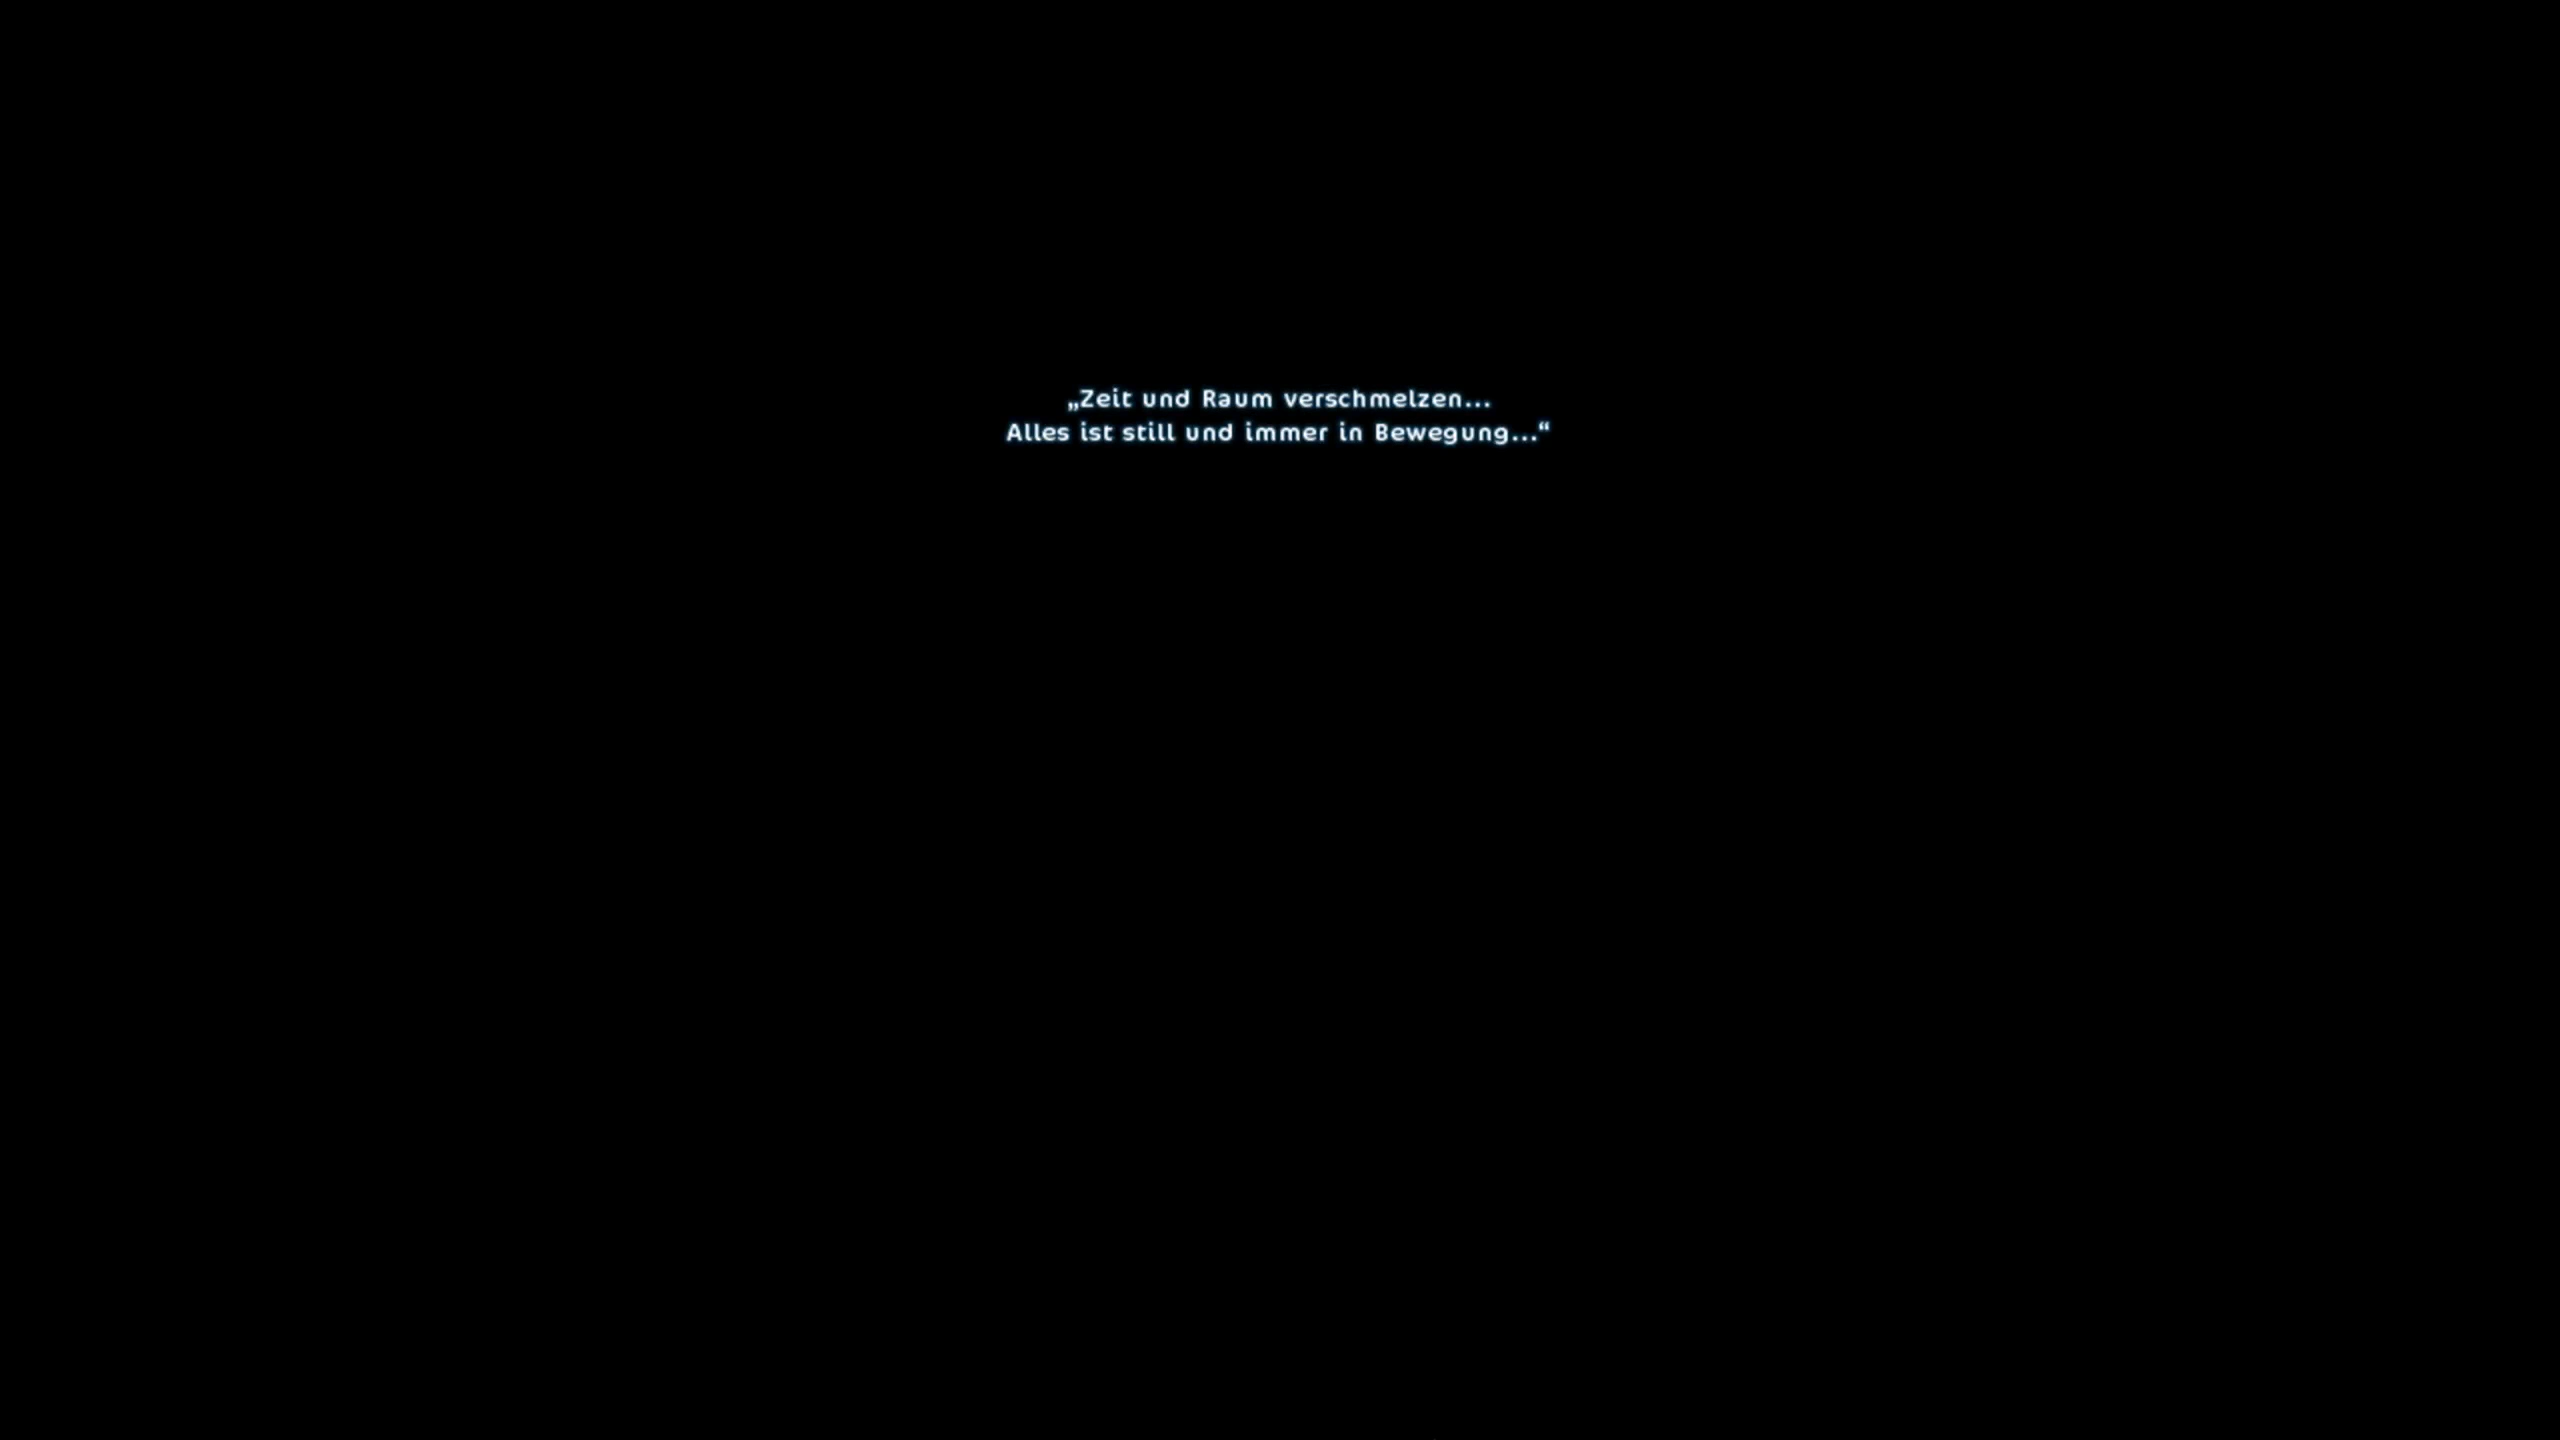 „Zeit und Raum verschmelzen...
Alles ist still und immer in Bewegung...“